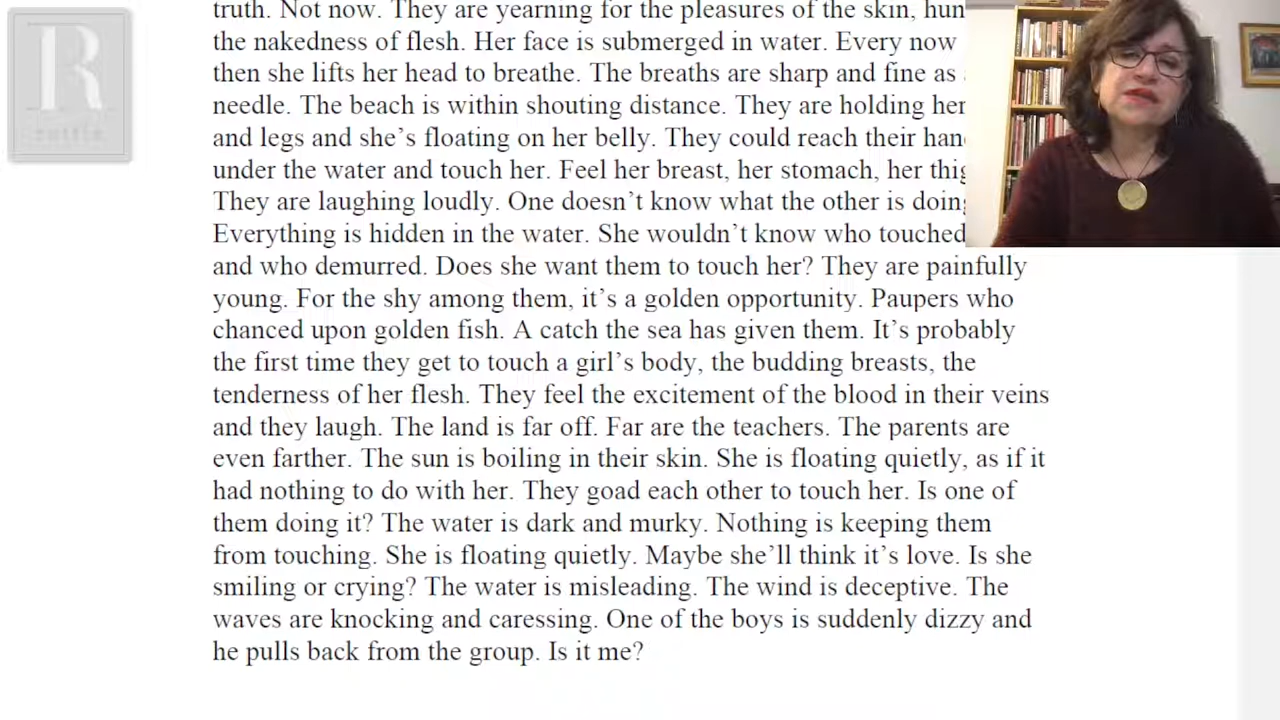 R
rattle
truth. Not now. They are yearning for the pleasures of the skin, hun
the nakedness of flesh. Her face is submerged in water. Every now
then she lifts her head to breathe. The breaths are sharp and fine as
needle. The beach is within shouting distance. They are holding her
and legs and she’s floating on her belly. They could reach their han
under the water and touch her. Feel her breast, her stomach, her thig
They are laughing loudly. One doesn’t know what the other is doing
Everything is hidden in the water. She wouldn’t know who touched
and who demurred. Does she want them to touch her? They are painfully
young. For the shy among them, it’s a golden opportunity. Paupers who
chanced upon golden fish. A catch the sea has given them. It’s probably
the first time they get to touch a girl’s body, the budding breasts, the
tenderness of her flesh. They feel the excitement of the blood in their veins
and they laugh. The land is far off. Far are the teachers. The parents are
even farther. The sun is boiling in their skin. She is floating quietly, as if it
had nothing to do with her. They goad each other to touch her. Is one of
them doing it? The water is dark and murky. Nothing is keeping them
from touching. She is floating quietly. Maybe she’ll think it’s love. Is she
smiling or crying? The water is misleading. The wind is deceptive. The
waves are knocking and caressing. One of the boys is suddenly dizzy and
he pulls back from the group. Is it me?